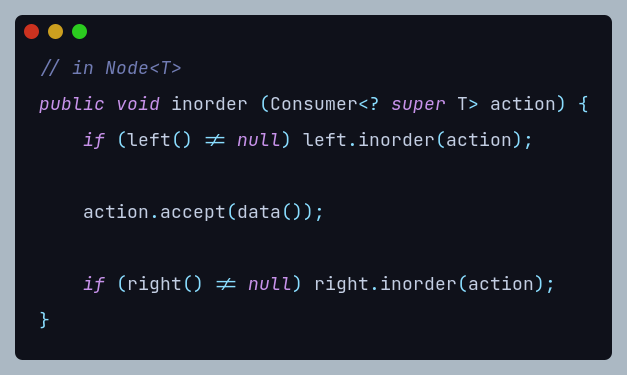 // in Node<T>
public void inorder (Consumer<? super T> action) {
    if (left() != null) left.inorder(action);
    action.accept(data());
    if (right() != null) right.inorder(action);
}